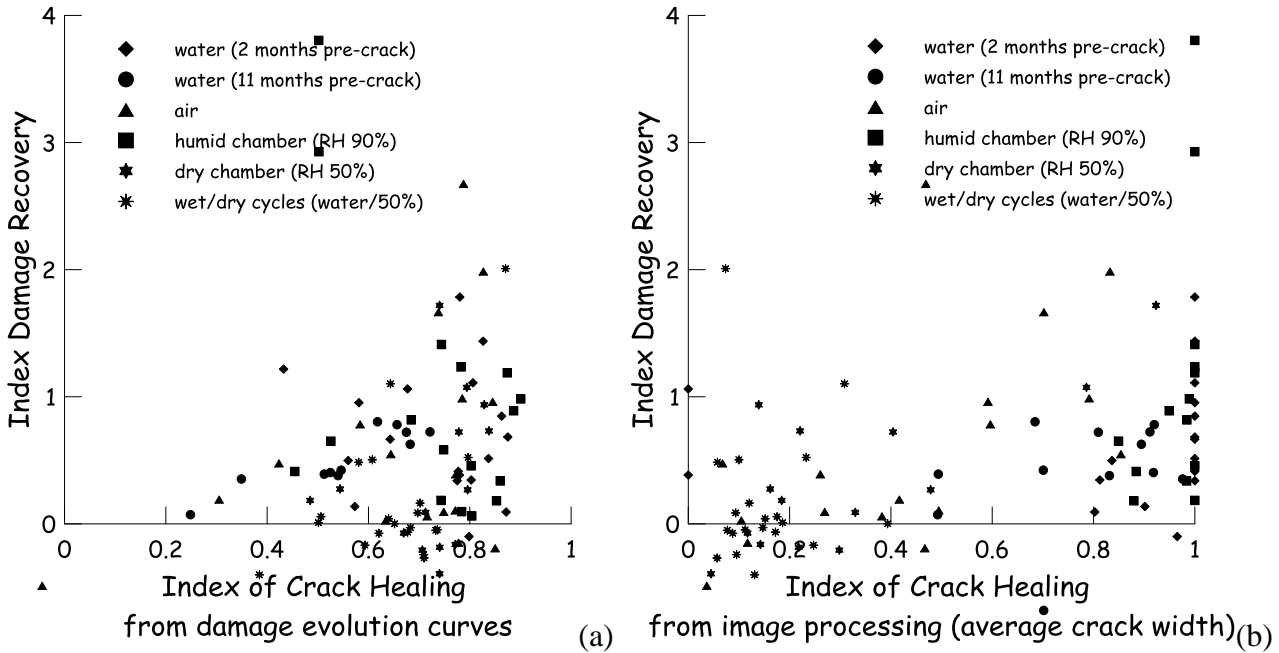 4
water (2 months pre-crack)
water (11 months pre-crack)
air
humid chamber (RH 90%)
dry chamber (RH 50%)
wet/dry cycles (water/50%)
3
2
1
0
Index Damage Recovery
0 0.2 0.4 0.6 0.8 1
Index of Crack Healing
from damage evolution curves
(a)
4
water (2 months pre-crack)
water (11 months pre-crack)
air
humid chamber (RH 90%)
dry chamber (RH 50%)
wet/dry cycles (water/50%)
3
2
1
0
Index Damage Recovery
0 0.2 0.4 0.6 0.8 1
Index of Crack Healing
from image processing (average crack width)
(b)